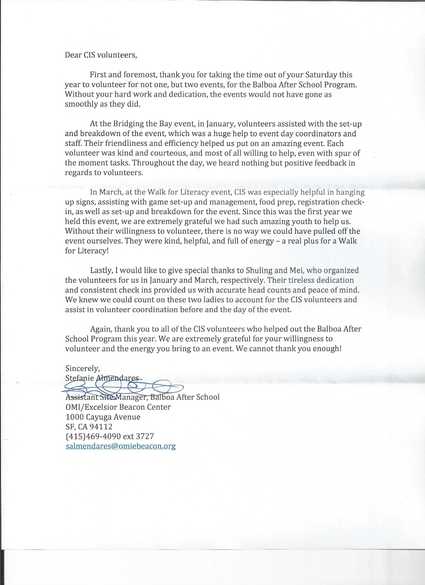 Dear CIS volunteers,
First and foremost, thank you for taking the time out of your Saturday this
year to volunteer for not one, but two events, for the Balboa After School Program.
Without your hard work and dedication, the events would not have gone as
smoothly as they did.
At the Bridging the Bay event, in January, volunteers assisted with the set-up
and breakdown of the event, which was a huge help to event day coordinators and
staff. Their friendliness and efficiency helped us put on an amazing event. Each
volunteer was kind and courteous, and most of all willing to help, even with spur of
the moment tasks. Throughout the day, we heard nothing but positive feedback in
regards to volunteers.
In March, at the Walk for Literacy event, CIS was especially helpful in hanging
up signs, assisting with game set-up and management, food prep, registration check-
in, as well as set-up and breakdown for the event. Since this was the first year we
held this event, we are extremely grateful we had such amazing youth to help us.
Without their willingness to volunteer, there is no way we could have pulled off the
event ourselves. They were kind, helpful, and full of energy – a real plus for a Walk
for Literacy!
Lastly, I would like to give special thanks to Shuling and Mei, who organized
the volunteers for us in January and March, respectively. Their tireless dedication
and consistent check ins provided us with accurate head counts and peace of mind.
We knew we could count on these two ladies to account for the CIS volunteers and
assist in volunteer coordination before and the day of the event.
Again, thank you to all of the CIS volunteers who helped out the Balboa After
School Program this year. We are extremely grateful for your willingness to
volunteer and the energy you bring to an event. We cannot thank you enough!
Sincerely,
Stefanie Almendares
Assistant Site Manager, Balboa After School
OMI/Excelsior Beacon Center
1000 Cayuga Avenue
SF, CA 94112
(415)469-4090 ext 3727
salmendares@omiebeacon.org